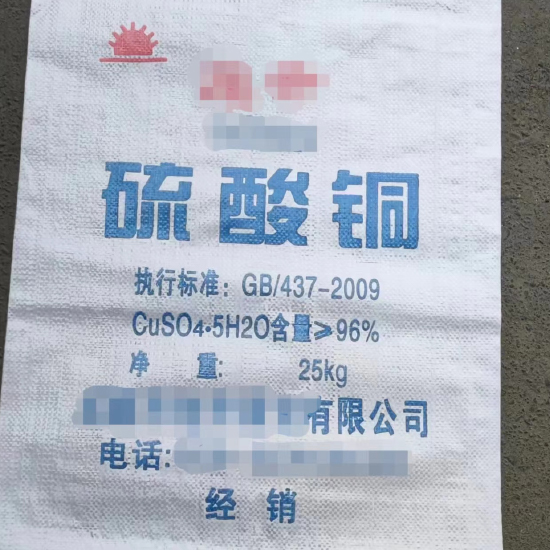 硫酸铜
执行标准：GB/437-2009
CuSO4·5H2O含量≥96%
净 重： 25kg
有限公司
电话:
经 销